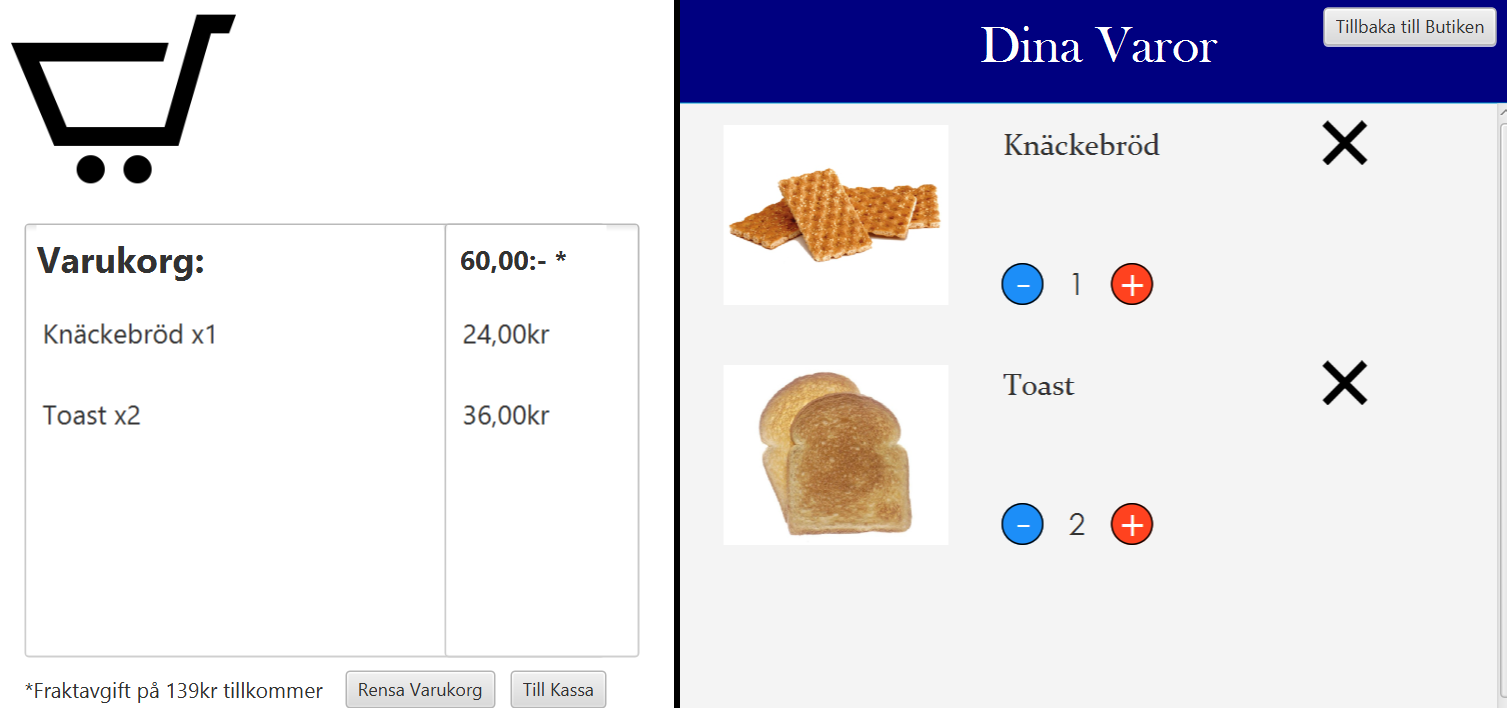 Varukorg:
60,00:- *
Knäckebröd x1
24,00kr
Toast x2
36,00kr
*Fraktavgift på 139kr tillkommer
Rensa Varukorg
Till Kassa
Dina Varor
Tillbaka till Butiken
Knäckebröd
- 1 +
Toast
- 2 +